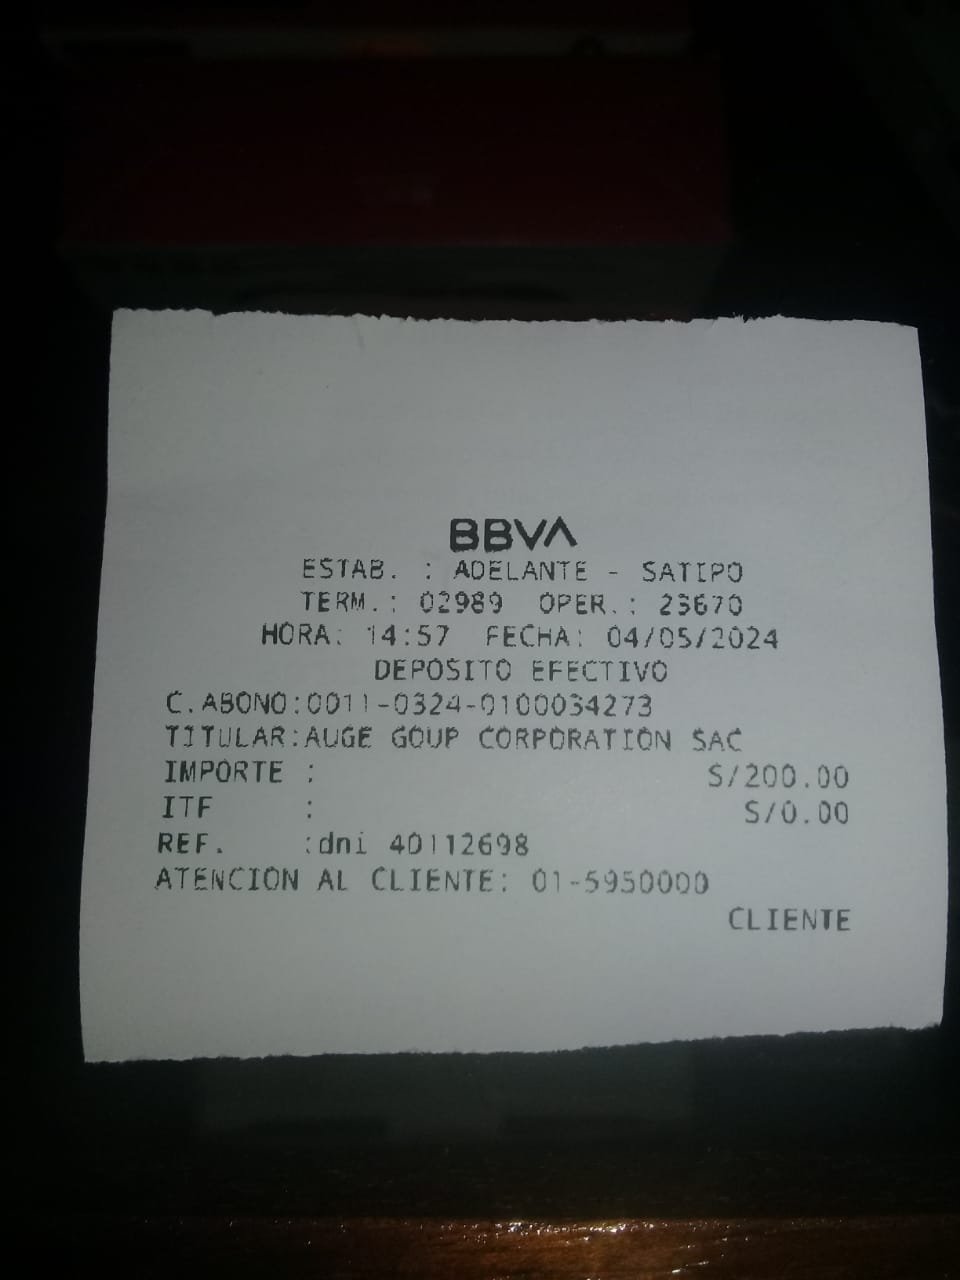 BBVA
ESTAB. : ADELANTE - SATIPO
TERM.: 02989 OPER.: 23670
HORA: 14:57 FECHA: 04/05/2024
DEPOSITO EFECTIVO
C.ABONO:0011-0324-0100034273
TITULAR:AUGE GOUP CORPORATION SAC
IMPORTE : S/200.00
ITF : S/0.00
REF. :dni 40112698
ATENCION AL CLIENTE: 01-5950000
CLIENTE